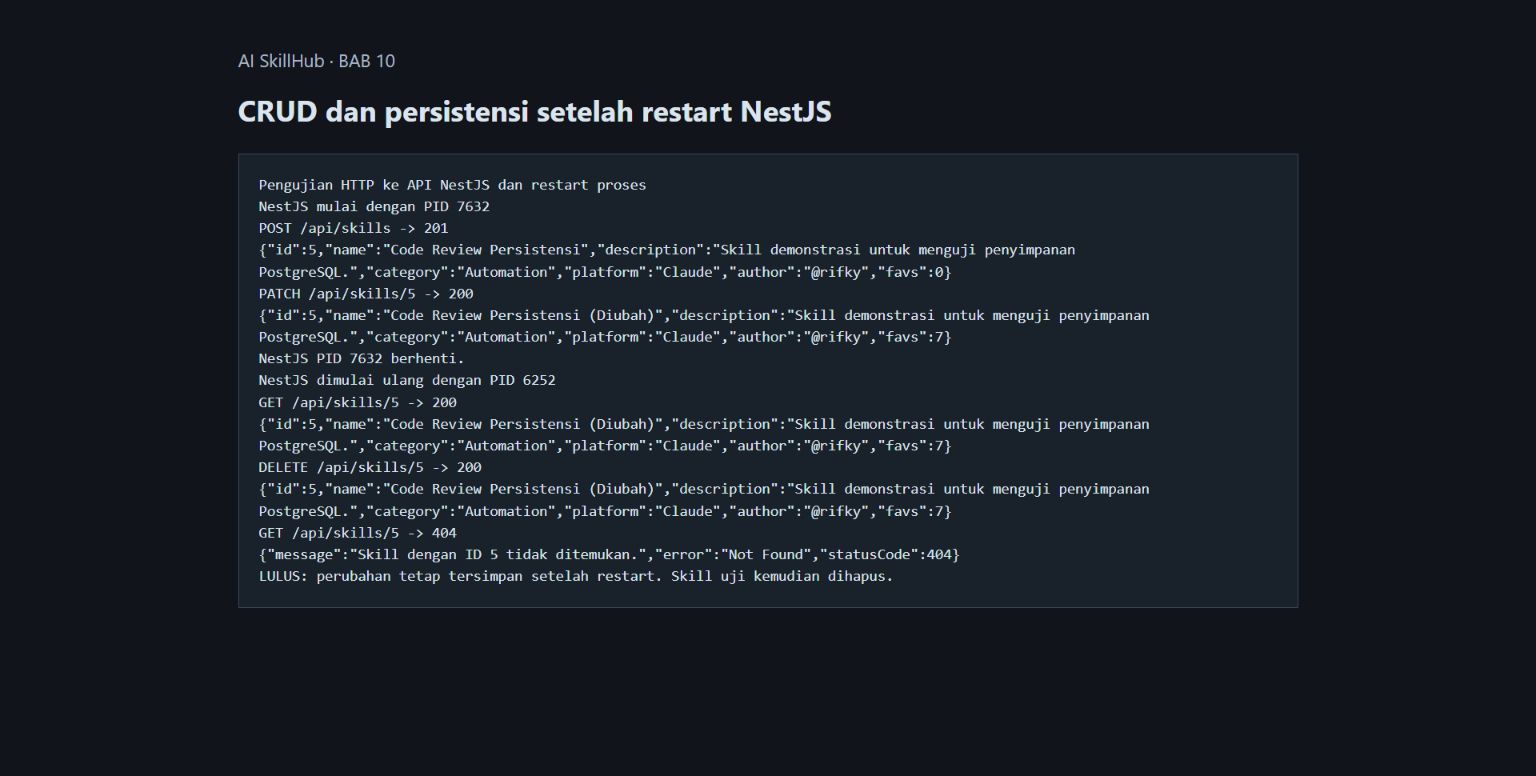 AI SkillHub · BAB 10
CRUD dan persistensi setelah restart NestJS
Pengujian HTTP ke API NestJS dan restart proses
NestJS mulai dengan PID 7632
POST /api/skills -> 201
{"id":5,"name":"Code Review Persistensi","description":"Skill demonstrasi untuk menguji penyimpanan
PostgreSQL.","category":"Automation","platform":"Claude","author":"@rifky","favs":0}
PATCH /api/skills/5 -> 200
{"id":5,"name":"Code Review Persistensi (Diubah)","description":"Skill demonstrasi untuk menguji penyimpanan
PostgreSQL.","category":"Automation","platform":"Claude","author":"@rifky","favs":7}
NestJS PID 7632 berhenti.
NestJS dimulai ulang dengan PID 6252
GET /api/skills/5 -> 200
{"id":5,"name":"Code Review Persistensi (Diubah)","description":"Skill demonstrasi untuk menguji penyimpanan
PostgreSQL.","category":"Automation","platform":"Claude","author":"@rifky","favs":7}
DELETE /api/skills/5 -> 200
{"id":5,"name":"Code Review Persistensi (Diubah)","description":"Skill demonstrasi untuk menguji penyimpanan
PostgreSQL.","category":"Automation","platform":"Claude","author":"@rifky","favs":7}
GET /api/skills/5 -> 404
{"message":"Skill dengan ID 5 tidak ditemukan.","error":"Not Found","statusCode":404}
LULUS: perubahan tetap tersimpan setelah restart. Skill uji kemudian dihapus.